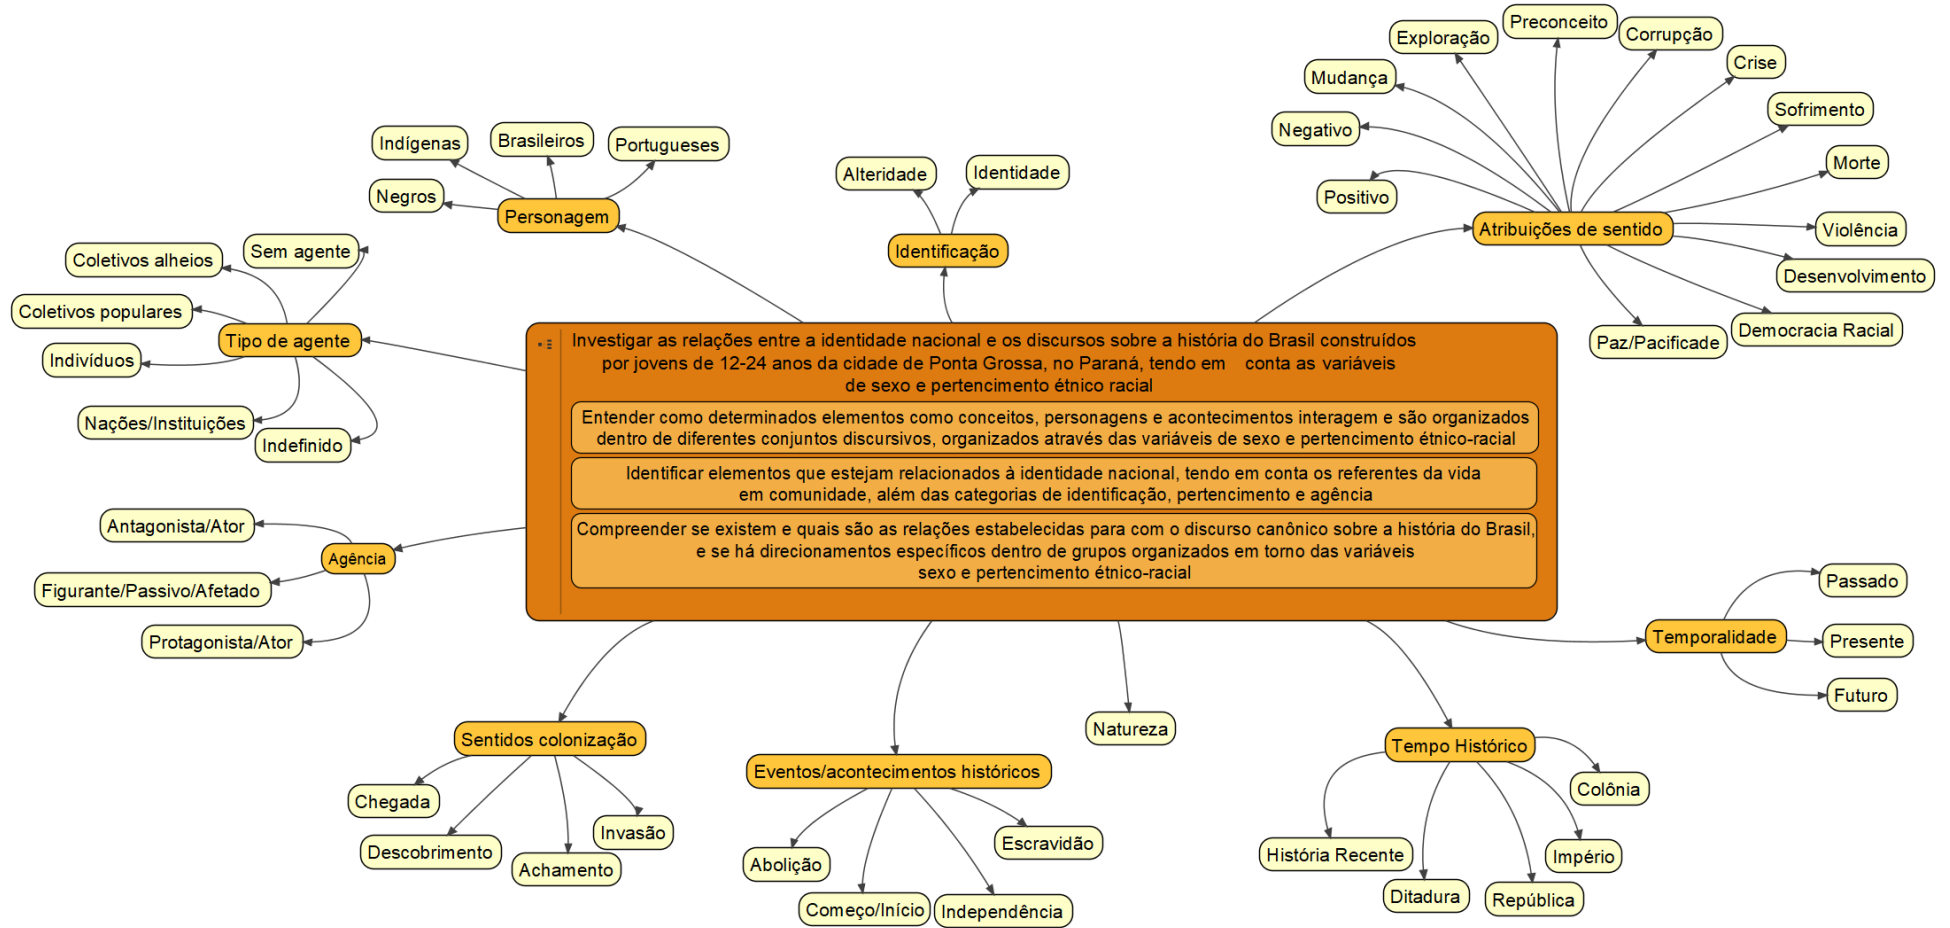 Preconceito
Corrupção
Exploração
Crise
Mudança
Sofrimento
Negativo
Morte
Positivo
Atribuições de sentido
Violência
Desenvolvimento
Democracia Racial
Paz/Pacificade
Indígenas
Brasileiros
Portugueses
Negros
Personagem
Alteridade
Identidade
Identificação
Sem agente
Coletivos alheios
Coletivos populares
Tipo de agente
Indivíduos
Nações/Instituições
Indefinido
Investigar as relações entre a identidade nacional e os discursos sobre a história do Brasil construídos
por jovens de 12-24 anos da cidade de Ponta Grossa, no Paraná, tendo em conta as variáveis
de sexo e pertencimento étnico racial
Entender como determinados elementos como conceitos, personagens e acontecimentos interagem e são organizados
dentro de diferentes conjuntos discursivos, organizados através das variáveis de sexo e pertencimento étnico-racial
Identificar elementos que estejam relacionados à identidade nacional, tendo em conta os referentes da vida
em comunidade, além das categorias de identificação, pertencimento e agência
Compreender se existem e quais são as relações estabelecidas para com o discurso canônico sobre a história do Brasil,
e se há direcionamentos específicos dentro de grupos organizados em torno das variáveis
sexo e pertencimento étnico-racial
Antagonista/Ator
Agência
Figurante/Passivo/Afetado
Protagonista/Ator
Passado
Temporalidade
Presente
Futuro
Sentidos colonização
Chegada
Descobrimento
Achamento
Invasão
Eventos/acontecimentos históricos
Abolição
Começo/Início
Independência
Escravidão
Natureza
Tempo Histórico
Colônia
História Recente
Império
Ditadura
República